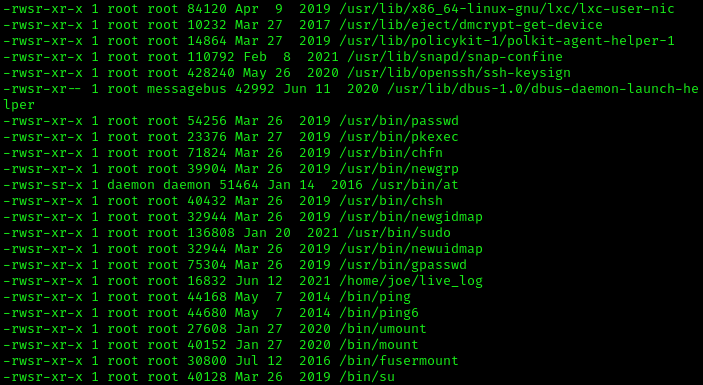 -rwsr-xr-x 1 root root 84120 Apr  9  2019 /usr/lib/x86_64-linux-gnu/lxc/lxc-user-nic
-rwsr-xr-x 1 root root 10232 Mar 27  2017 /usr/lib/eject/dmcrypt-get-device
-rwsr-xr-x 1 root root 14864 Mar 27  2019 /usr/lib/policykit-1/polkit-agent-helper-1
-rwsr-xr-x 1 root root 110792 Feb  8  2021 /usr/lib/snapd/snap-confine
-rwsr-xr-x 1 root root 428240 May 26  2020 /usr/lib/openssh/ssh-keysign
-rwsr-xr-- 1 root messagebus 42992 Jun 11  2020 /usr/lib/dbus-1.0/dbus-daemon-launch-he
lper
-rwsr-xr-x 1 root root 54256 Mar 26  2019 /usr/bin/passwd
-rwsr-xr-x 1 root root 23376 Mar 27  2019 /usr/bin/pkexec
-rwsr-xr-x 1 root root 71824 Mar 26  2019 /usr/bin/chfn
-rwsr-xr-x 1 root root 39904 Mar 26  2019 /usr/bin/newgrp
-rwsr-sr-x 1 daemon daemon 51464 Jan 14  2016 /usr/bin/at
-rwsr-xr-x 1 root root 40432 Mar 26  2019 /usr/bin/chsh
-rwsr-xr-x 1 root root 32944 Mar 26  2019 /usr/bin/newgidmap
-rwsr-xr-x 1 root root 136808 Jan 20  2021 /usr/bin/sudo
-rwsr-xr-x 1 root root 32944 Mar 26  2019 /usr/bin/newuidmap
-rwsr-xr-x 1 root root 75304 Mar 26  2019 /usr/bin/gpasswd
-rwsr-xr-x 1 root root 16832 Jun 12  2021 /home/joe/live_log
-rwsr-xr-x 1 root root 44168 May  7  2014 /bin/ping
-rwsr-xr-x 1 root root 44680 May  7  2014 /bin/ping6
-rwsr-xr-x 1 root root 27608 Jan 27  2020 /bin/umount
-rwsr-xr-x 1 root root 40152 Jan 27  2020 /bin/mount
-rwsr-xr-x 1 root root 30800 Jul 12  2016 /bin/fusermount
-rwsr-xr-x 1 root root 40128 Mar 26  2019 /bin/su